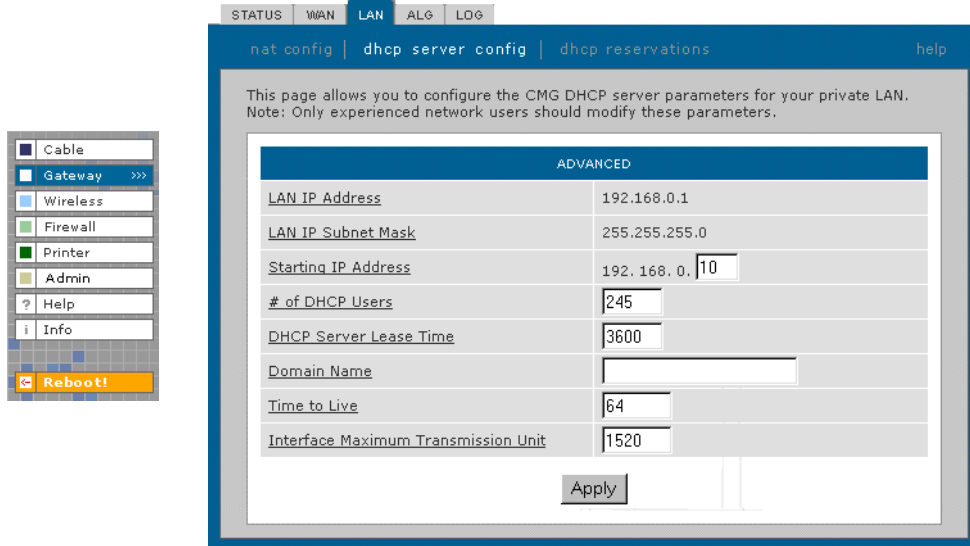 STATUS WAN LAN ALG LOG
nat config | dhcp server config | dhcp reservations help
This page allows you to configure the CMG DHCP server parameters for your private LAN.
Note: Only experienced network users should modify these parameters.
Cable
Gateway >>>
Wireless
Firewall
Printer
Admin
? Help
i Info
Reboot!
ADVANCED
LAN IP Address 192.168.0.1
LAN IP Subnet Mask 255.255.255.0
Starting IP Address 192. 168. 0. 10
# of DHCP Users 245
DHCP Server Lease Time 3600
Domain Name
Time to Live 64
Interface Maximum Transmission Unit 1520
Apply